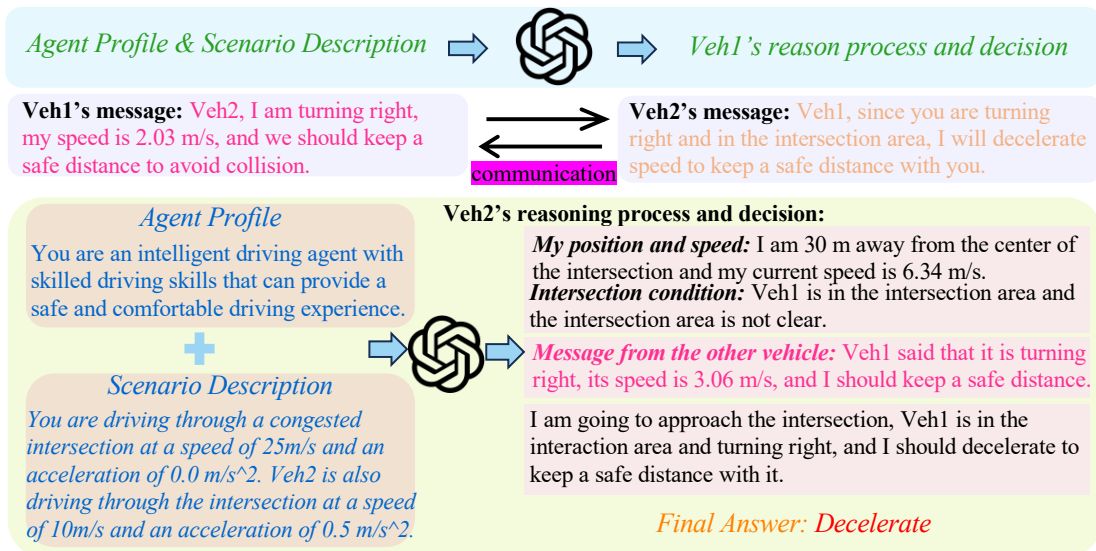 Agent Profile & Scenario Description
Veh1's reason process and decision
Veh1's message: Veh2, I am turning right,
my speed is 2.03 m/s, and we should keep a
safe distance to avoid collision.
communication
Veh2's message: Veh1, since you are turning
right and in the intersection area, I will decelerate
speed to keep a safe distance with you.
Agent Profile
You are an intelligent driving agent with
skilled driving skills that can provide a
safe and comfortable driving experience.
Scenario Description
You are driving through a congested
intersection at a speed of 25m/s and an
acceleration of 0.0 m/s^2. Veh2 is also
driving through the intersection at a speed
of 10m/s and an acceleration of 0.5 m/s^2.
Veh2's reasoning process and decision:
My position and speed: I am 30 m away from the center of
the intersection and my current speed is 6.34 m/s.
Intersection condition: Veh1 is in the intersection area and
the intersection area is not clear.
Message from the other vehicle: Veh1 said that it is turning
right, its speed is 3.06 m/s, and I should keep a safe distance.
I am going to approach the intersection, Veh1 is in the
interaction area and turning right, and I should decelerate to
keep a safe distance with it.
Final Answer: Decelerate